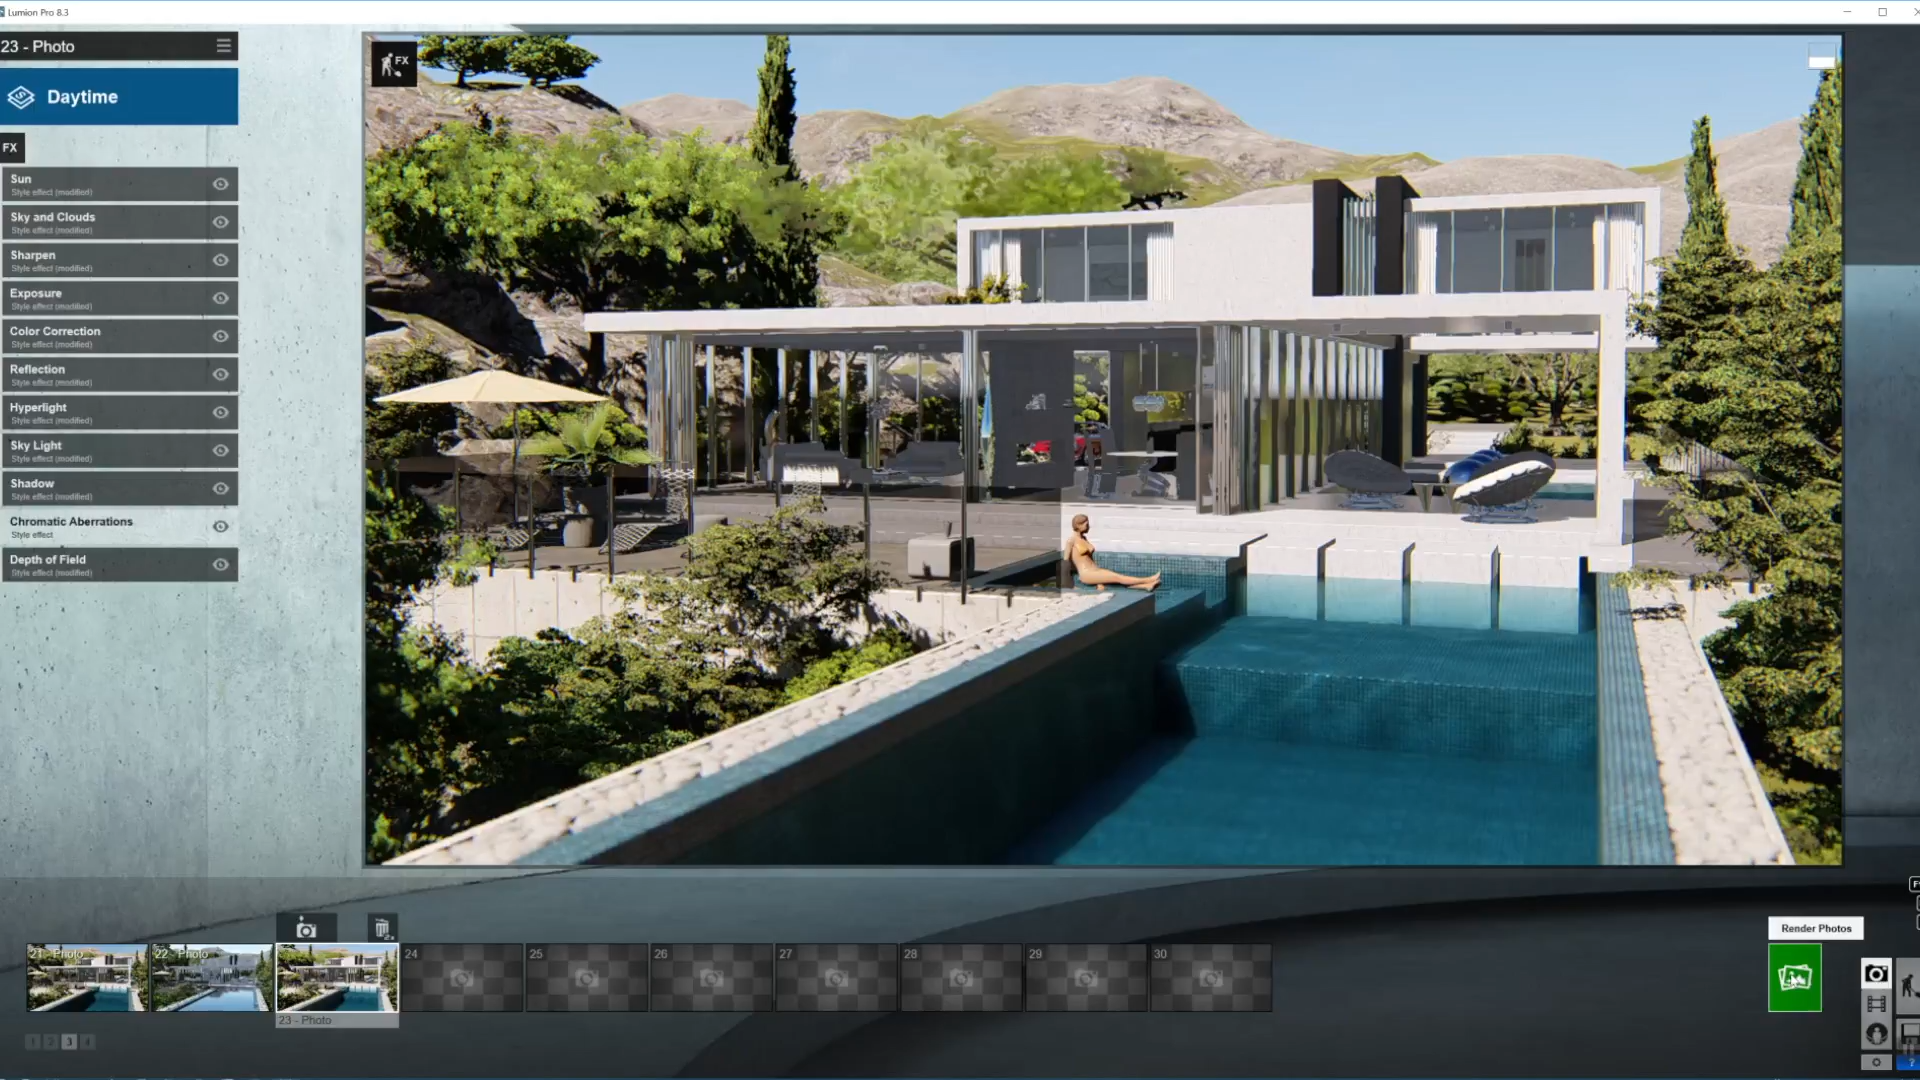 Lumion Pro 8.3
23 - Photo
Daytime
FX
FX
Sun
Style effect (modified)
Sky and Clouds
Style effect (modified)
Sharpen
Style effect (modified)
Exposure
Style effect (modified)
Color Correction
Style effect (modified)
Reflection
Style effect (modified)
Hyperlight
Style effect (modified)
Sky Light
Style effect (modified)
Shadow
Style effect (modified)
Chromatic Aberrations
Style effect
Depth of Field
Style effect (modified)
Render Photos
21 - Photo
22 - Photo
24
25
26
27
28
29
30
23 - Photo
1 2 3 4
?